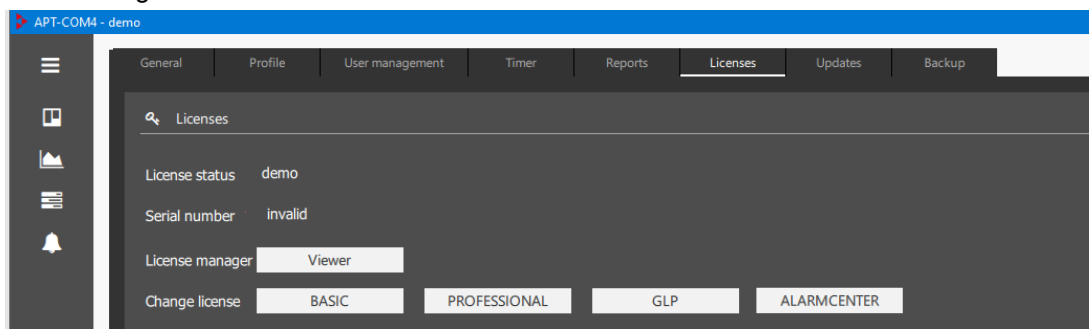 APT-COM4 - demo
General Profile User management Timer Reports Licenses Updates Backup
Licenses
License status demo
Serial number invalid
License manager Viewer
Change license BASIC PROFESSIONAL GLP ALARMCENTER